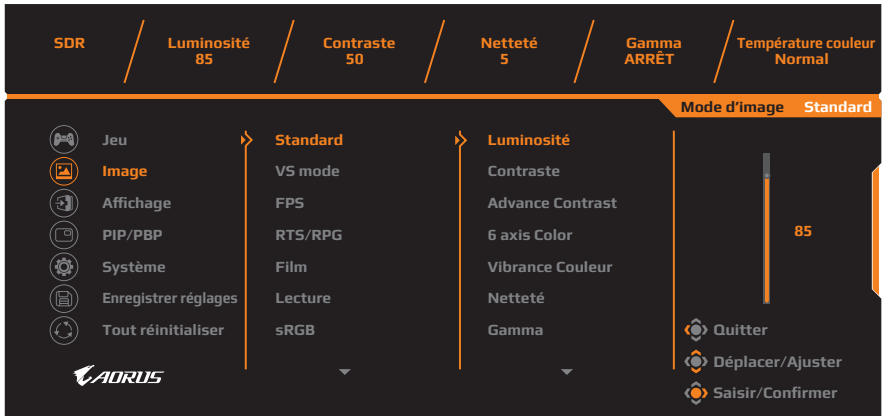 SDR
Luminosité
85
Contraste
50
Netteté
5
Gamma
ARRÊT
Température couleur
Normal
Mode d'image Standard
Jeu
Image
Affichage
PIP/PBP
Système
Enregistrer réglages
Tout réinitialiser
Standard
VS mode
FPS
RTS/RPG
Film
Lecture
sRGB
Luminosité
Contraste
Advance Contrast
6 axis Color
Vibrance Couleur
Netteté
Gamma
85
Quitter
Déplacer/Ajuster
Saisir/Confirmer
AORUS